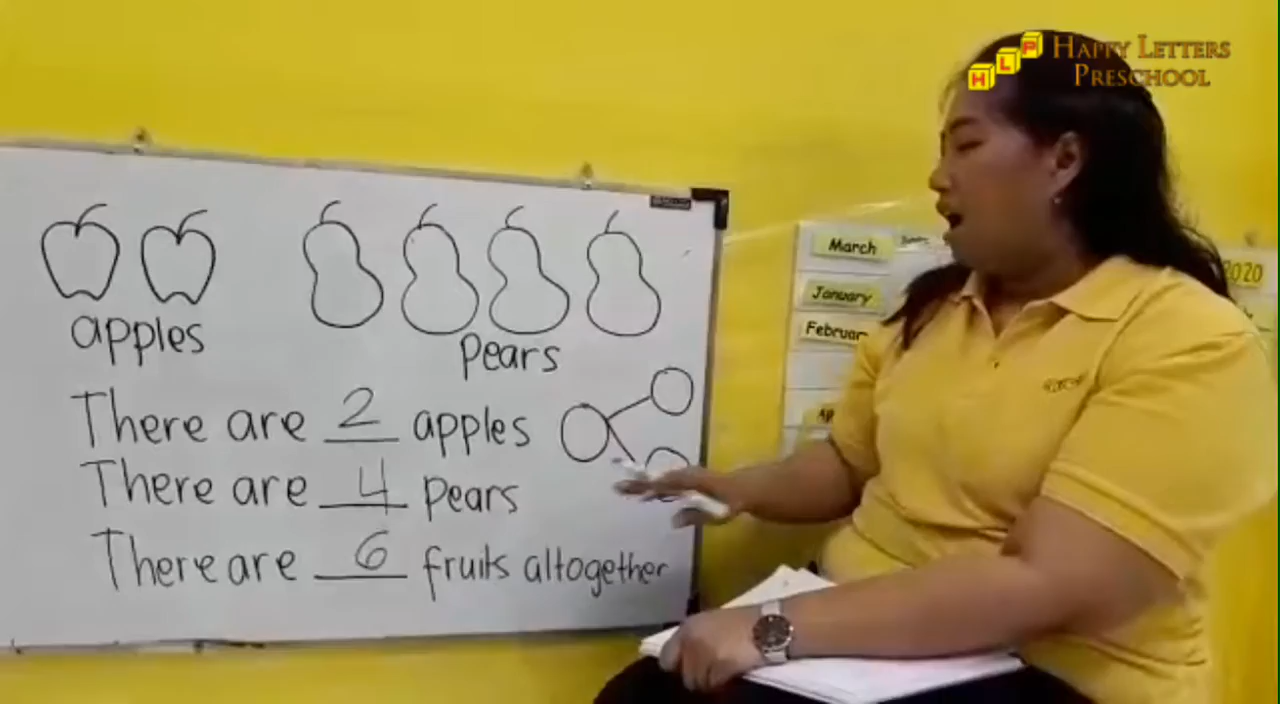 HLP HAPPY LETTERS
PRESCHOOL
apples
Pears
There are 2 apples
There are 4 Pears
There are 6 fruits altogether
March
January
Februar
2020